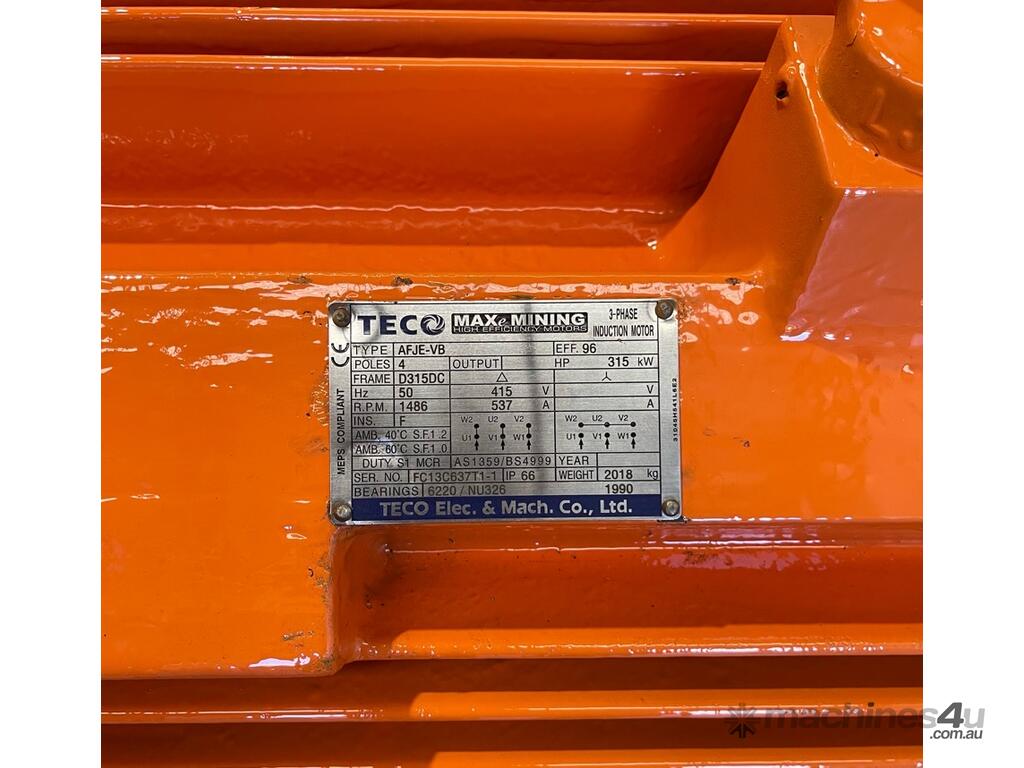 TECO MAXe MINING 3-PHASE
HIGH EFFICIENCY MOTORS INDUCTION MOTOR
TYPE AFJE-VB EFF. 96
POLES 4 OUTPUT HP 315 kW
FRAME D315DC △ 人
Hz 50 415 V V
R.P.M. 1486 537 A A
INS. F W2 U2 V2 W2 U2 V2
AMB. 40°C S.F.1.2 U1 V1 W1 U1 V1 W1
AMB. 60°C S.F.1.0
DUTY S1 MCR AS1359/BS4999 YEAR 2018
SER. NO. FC13C637T1-1 IP 66 WEIGHT 1990 kg
BEARINGS 6220 / NU326
TECO Elec. & Mach. Co., Ltd.
CE
MEPS COMPLIANT
31048H541L6E2
machines4u
.com.au